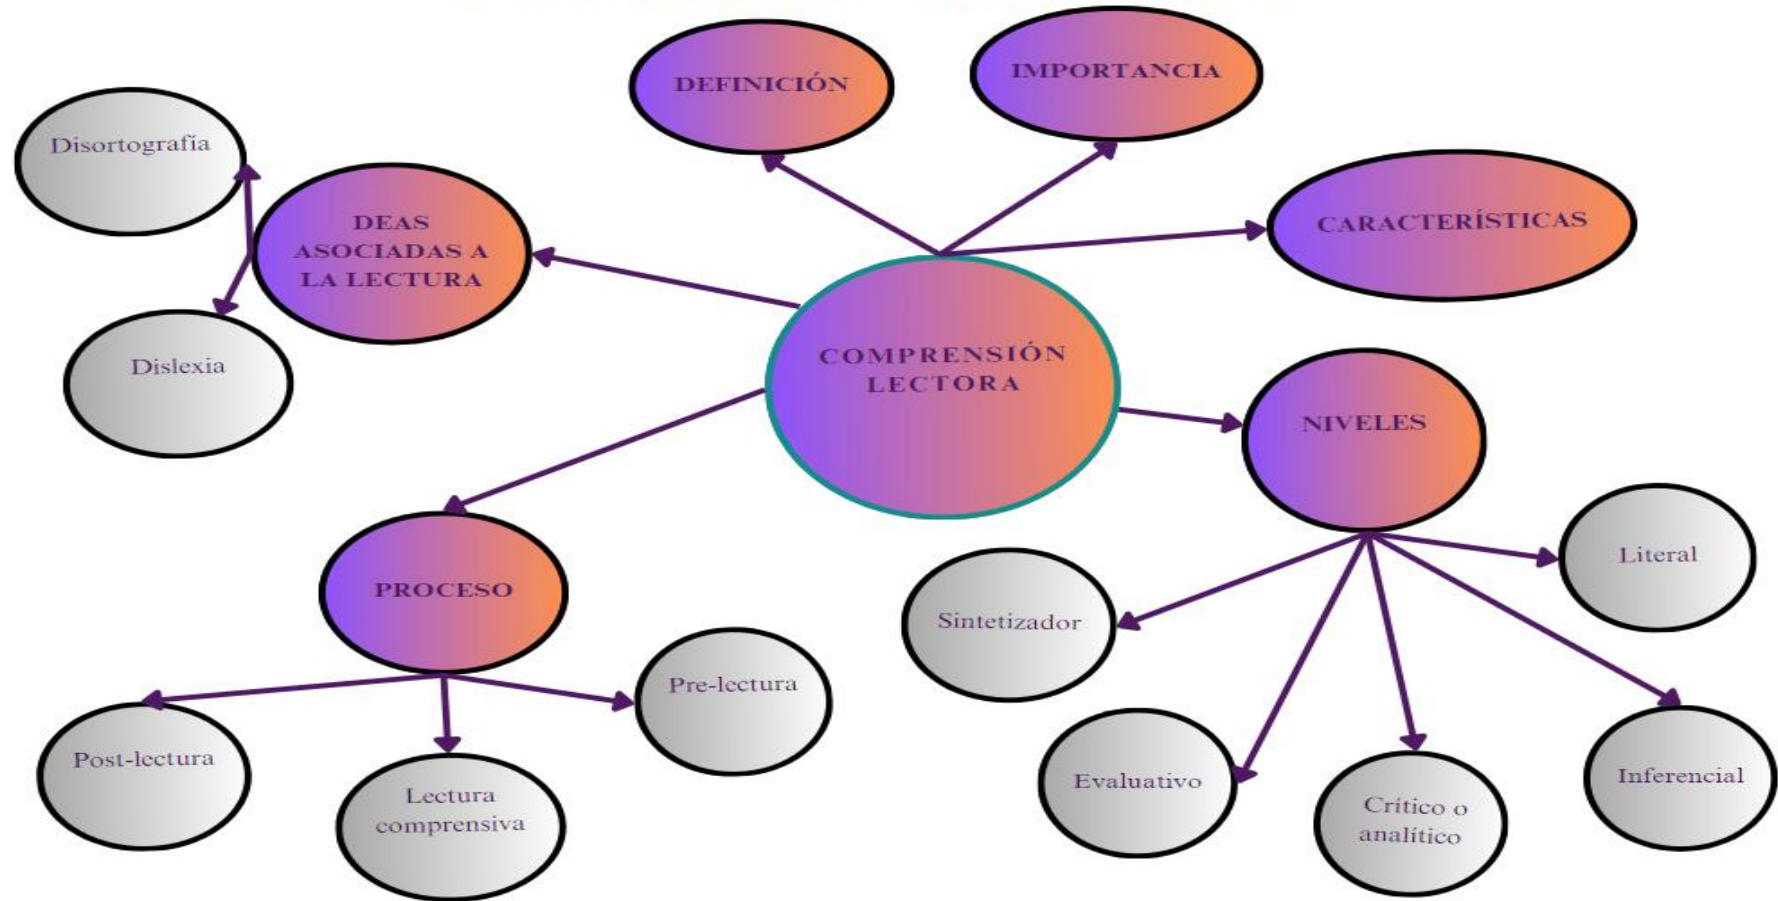 DEFINICIÓN
IMPORTANCIA
Disortografía
DEAS
ASOCIADAS A
LA LECTURA
CARACTERÍSTICAS
Dislexia
COMPRENSIÓN
LECTORA
NIVELES
Literal
PROCESO
Sintetizador
Pre-lectura
Post-lectura
Lectura
comprensiva
Evaluativo
Crítico o
analítico
Inferencial